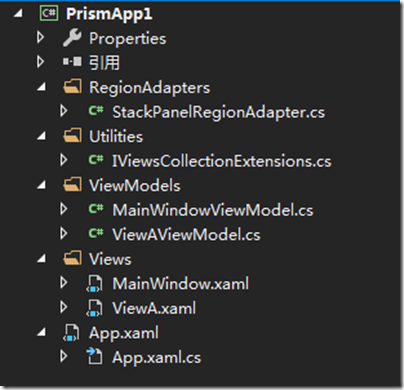 C# PrismApp1
Properties
引用
RegionAdapters
C# StackPanelRegionAdapter.cs
Utilities
C# IViewsCollectionExtensions.cs
ViewModels
C# MainWindowViewModel.cs
C# ViewAViewModel.cs
Views
MainWindow.xaml
ViewA.xaml
App.xaml
App.xaml.cs